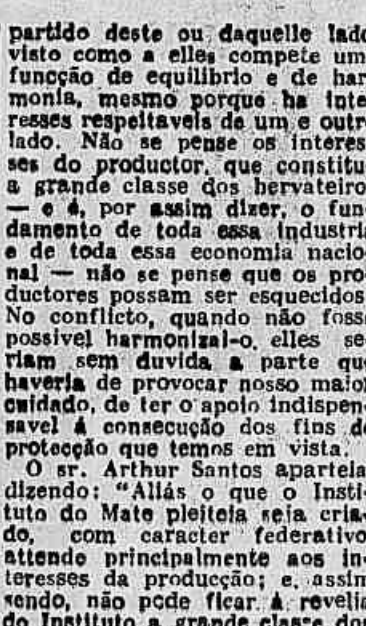 partido deste ou daquelle lado
visto como a elles compete um
funcção de equilibrio e de har
monia, mesmo porque ha inte
resses respeitaveis de um e outr
lado. Não se pense os interes
ses do productor, que constitu
a grande classe dos hervateiro
— e é, por assim dizer, o fun
damento de toda essa industri
e de toda essa economia nacio-
nal — não se pense que os pro-
ductores possam ser esquecidos
No conflicto, quando não foss
possivel harmonizal-o, elles se-
riam sem duvida a parte que
haveria de provocar nosso maio
cuidado, de ter o apoio indispen-
savel á consecução dos fins de
protecção que temos em vista.
O sr. Arthur Santos aparteia
dizendo: "Aliás o que o Insti-
tuto do Mate pleiteia seja cria-
do, com caracter federativo
attende principalmente aos in-
teresses da producção; e, assim
sendo, não pode ficar á revelia
do Instituto a grande classe dos